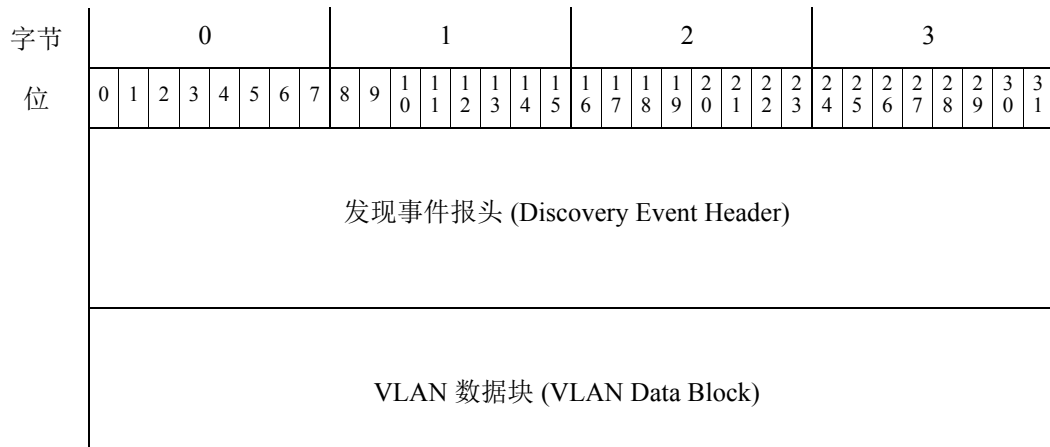 字节 0 1 2 3
位 0 1 2 3 4 5 6 7 8 9 10 11 12 13 14 15 16 17 18 19 20 21 22 23 24 25 26 27 28 29 30 31
发现事件报头 (Discovery Event Header)
VLAN 数据块 (VLAN Data Block)